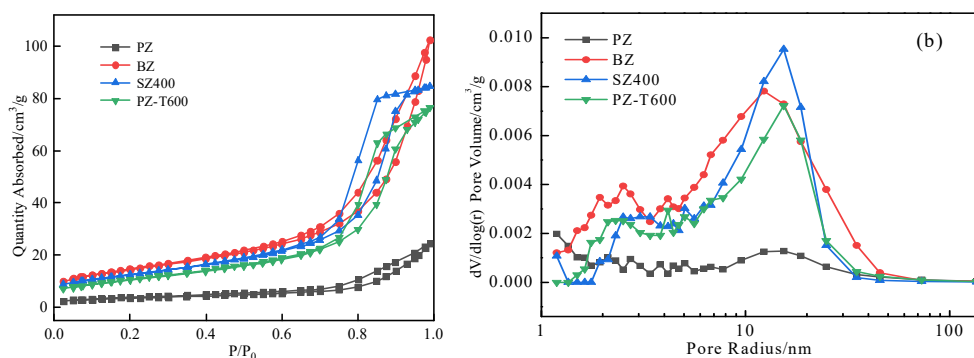 Quantity Absorbed/cm³/g
100
80
60
40
20
0
PZ
BZ
SZ400
PZ-T600
0.0
0.2
0.4
0.6
0.8
1.0
P/P₀
dV/dlog(r) Pore Volume/cm³/g
0.010
0.008
0.006
0.004
0.002
0.000
PZ
BZ
SZ400
PZ-T600
(b)
1
10
100
Pore Radius/nm